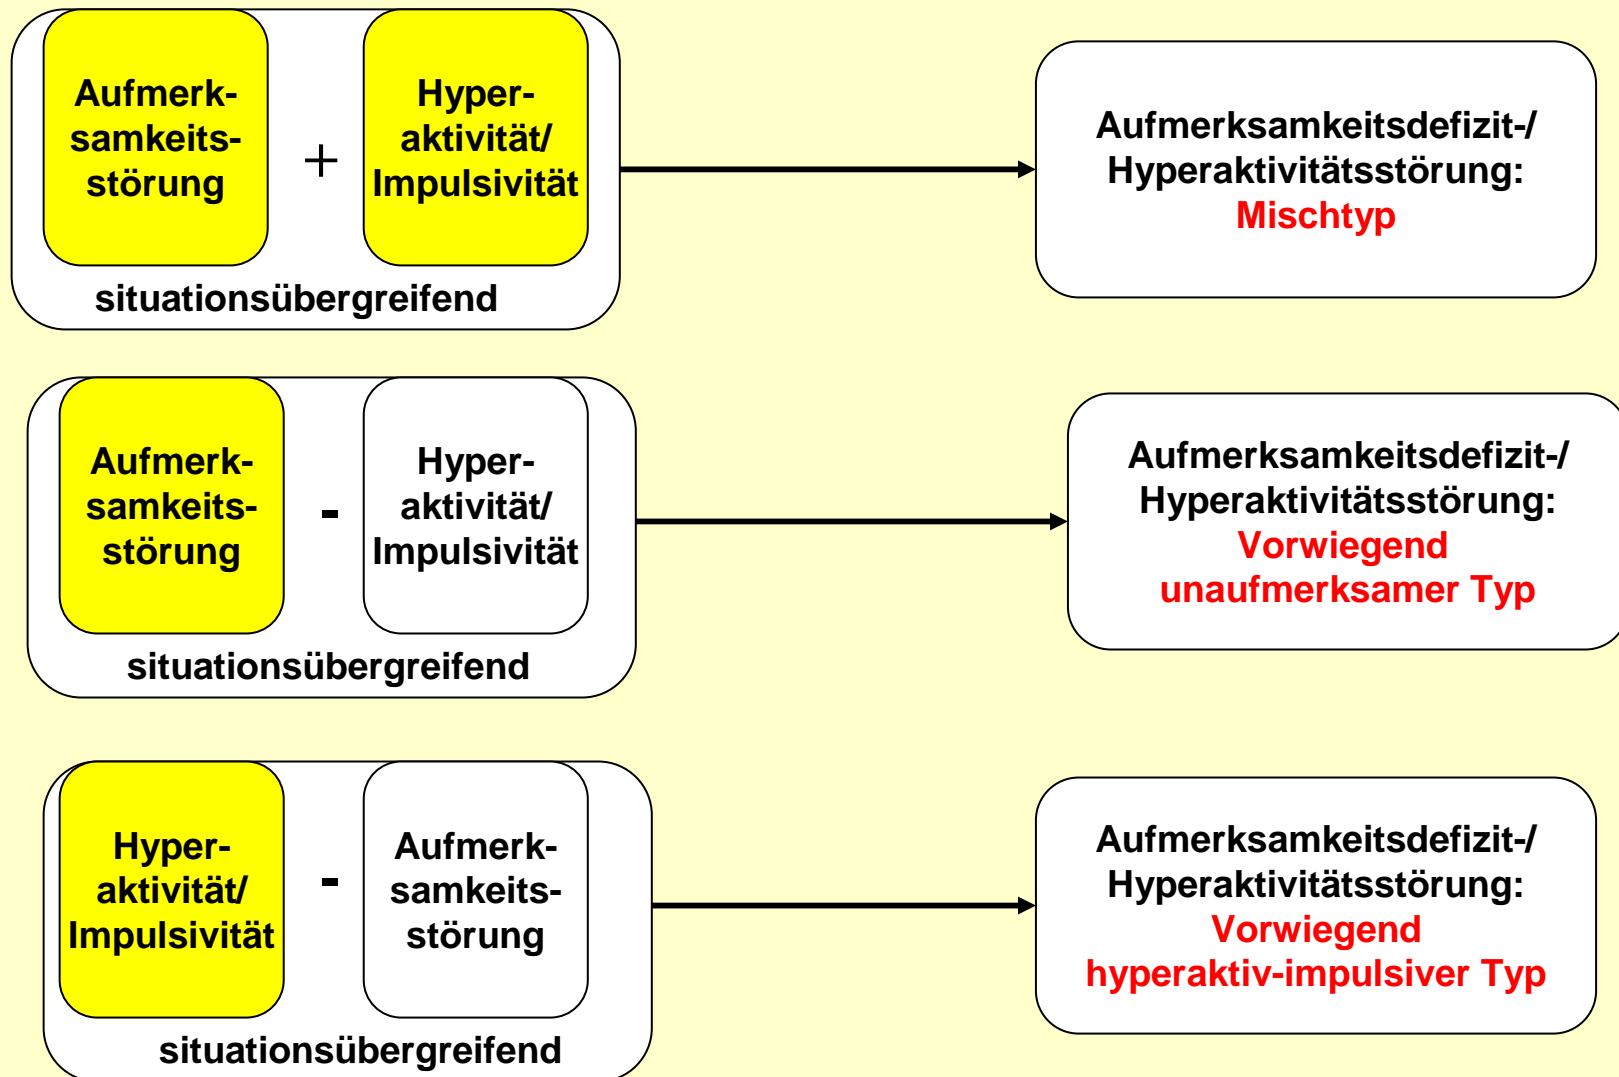 Aufmerk-
samkeits-
störung
+
Hyper-
aktivität/
Impulsivität
situationsübergreifend
Aufmerksamkeitsdefizit-/
Hyperaktivitätsstörung:
Mischtyp
Aufmerk-
samkeits-
störung
-
Hyper-
aktivität/
Impulsivität
situationsübergreifend
Aufmerksamkeitsdefizit-/
Hyperaktivitätsstörung:
Vorwiegend
unaufmerksamer Typ
Hyper-
aktivität/
Impulsivität
-
Aufmerk-
samkeits-
störung
situationsübergreifend
Aufmerksamkeitsdefizit-/
Hyperaktivitätsstörung:
Vorwiegend
hyperaktiv-impulsiver Typ